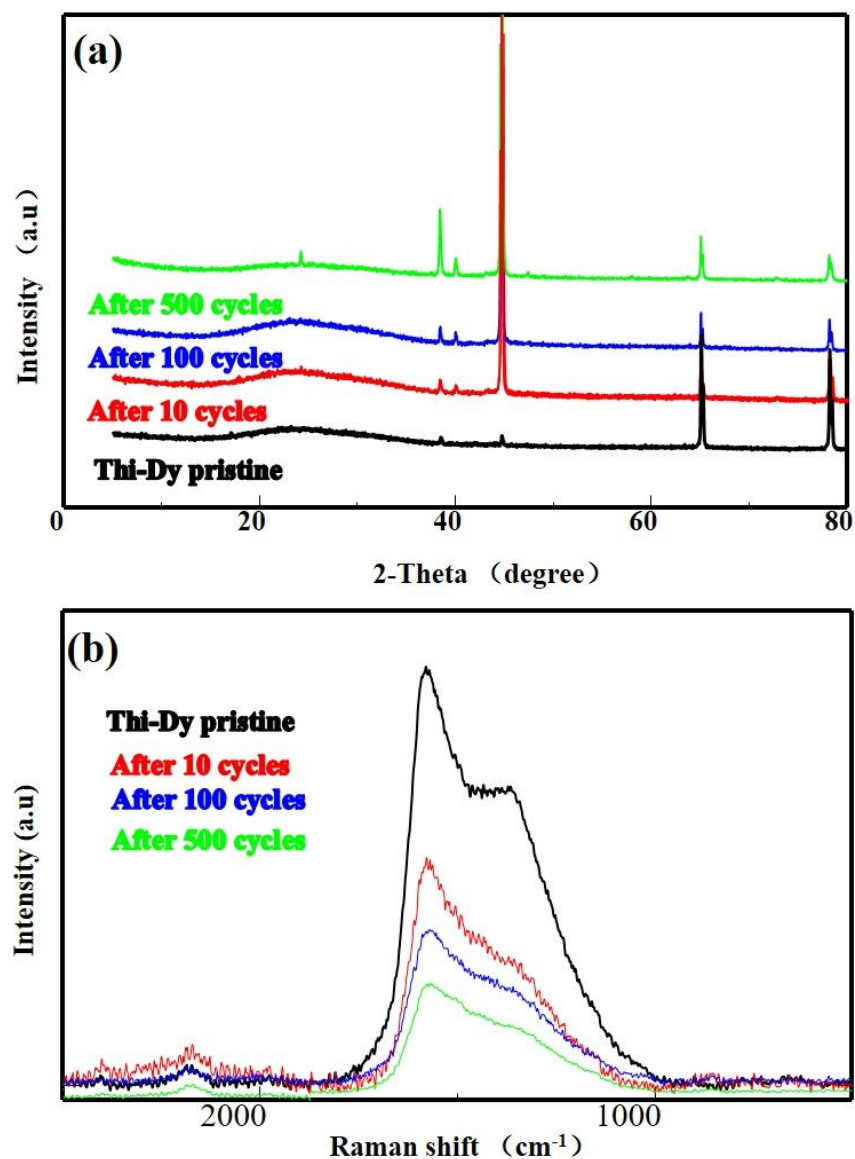 (a)
Intensity （a.u）
After 500 cycles
After 100 cycles
After 10 cycles
Thi-Dy pristine
0 20 40 60 80
2-Theta （degree）
(b)
Intensity (a.u)
Thi-Dy pristine
After 10 cycles
After 100 cycles
After 500 cycles
2000 1000
Raman shift （cm-1）